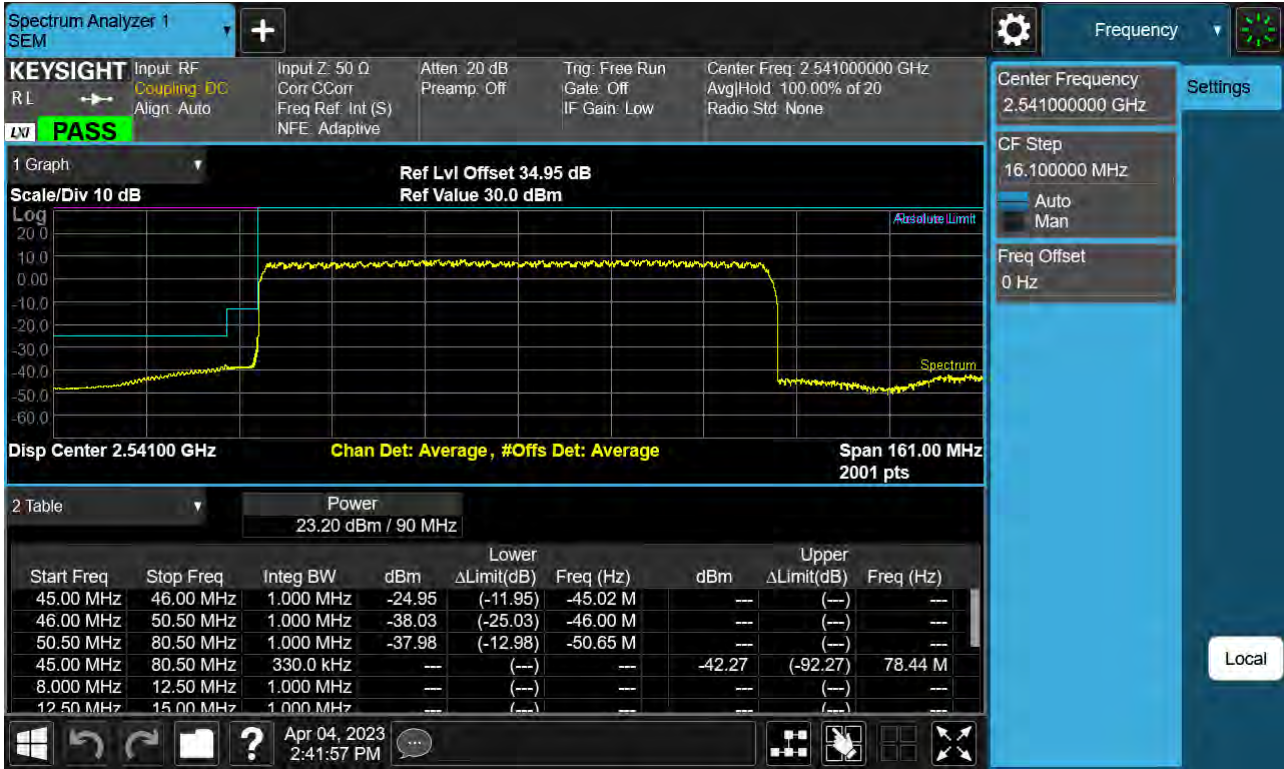 Spectrum Analyzer 1
SEM
Frequency
KEYSIGHT
Input: RF
Coupling: DC
Align: Auto
Input Z: 50 Ω
Corr CCorr
Freq Ref: Int (S)
NFE: Adaptive
Atten: 20 dB
Preamp: Off
Trig: Free Run
Gate: Off
IF Gain: Low
Center Freq: 2.541000000 GHz
Avg|Hold: 100.00% of 20
Radio Std: None
R L
LXI PASS
Center Frequency
2.541000000 GHz
Settings
CF Step
16.100000 MHz
Auto
Man
Freq Offset
0 Hz
Local
1 Graph
Scale/Div 10 dB
Ref Lvl Offset 34.95 dB
Ref Value 30.0 dBm
Log
20.0
10.0
0.00
-10.0
-20.0
-30.0
-40.0
-50.0
-60.0
Absolute Limit
Spectrum
Disp Center 2.54100 GHz
Chan Det: Average , #Offs Det: Average
Span 161.00 MHz
2001 pts
2 Table
Power
23.20 dBm / 90 MHz
Lower Upper
Start Freq Stop Freq Integ BW dBm ΔLimit(dB) Freq (Hz) dBm ΔLimit(dB) Freq (Hz)
45.00 MHz 46.00 MHz 1.000 MHz -24.95 (-11.95) -45.02 M --- (---) ---
46.00 MHz 50.50 MHz 1.000 MHz -38.03 (-25.03) -46.00 M --- (---) ---
50.50 MHz 80.50 MHz 1.000 MHz -37.98 (-12.98) -50.65 M --- (---) ---
45.00 MHz 80.50 MHz 330.0 kHz --- (---) --- -42.27 (-92.27) 78.44 M
8.000 MHz 12.50 MHz 1.000 MHz --- (---) --- --- (---) ---
12.50 MHz 15.00 MHz 1.000 MHz --- (---) --- --- (---) ---
?
Apr 04, 2023
2:41:57 PM